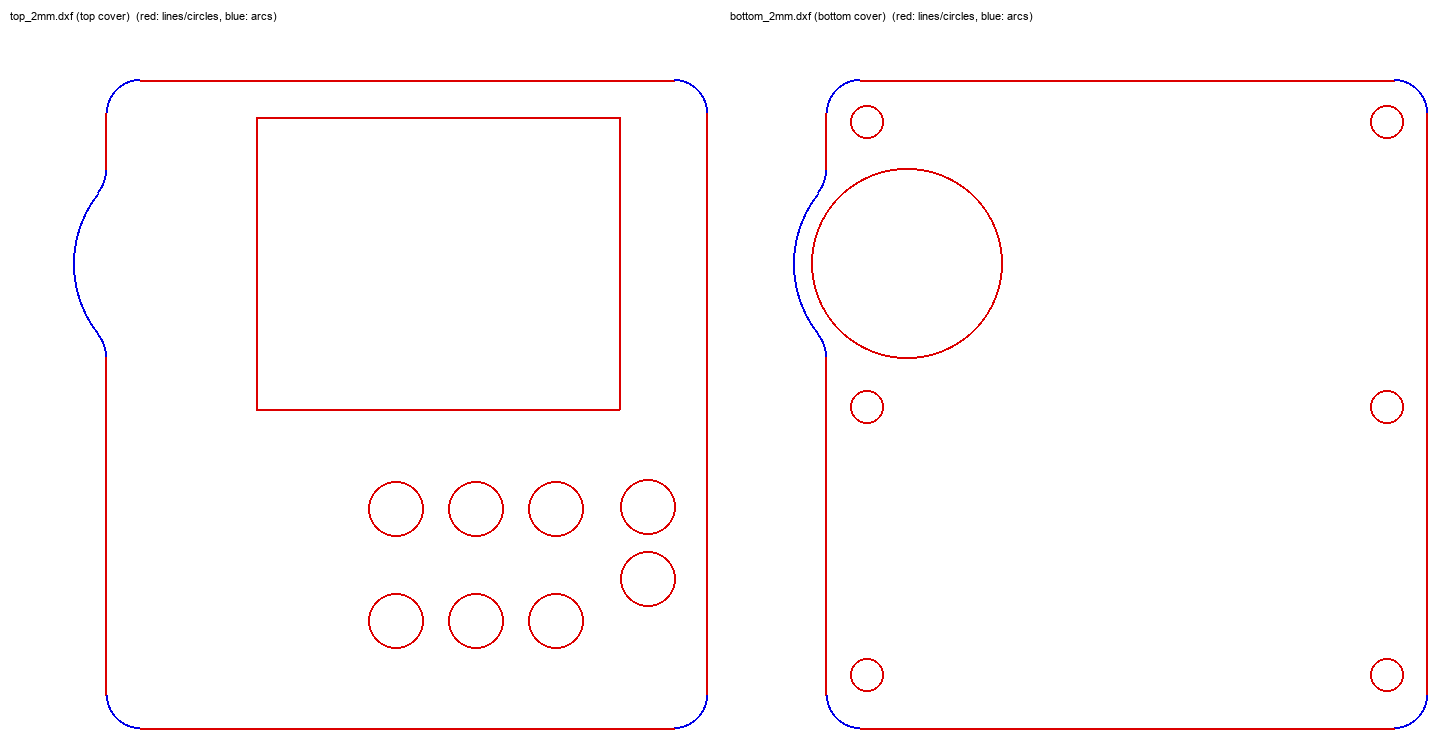 top_2mm.dxf (top cover)  (red: lines/circles, blue: arcs)
bottom_2mm.dxf (bottom cover)  (red: lines/circles, blue: arcs)